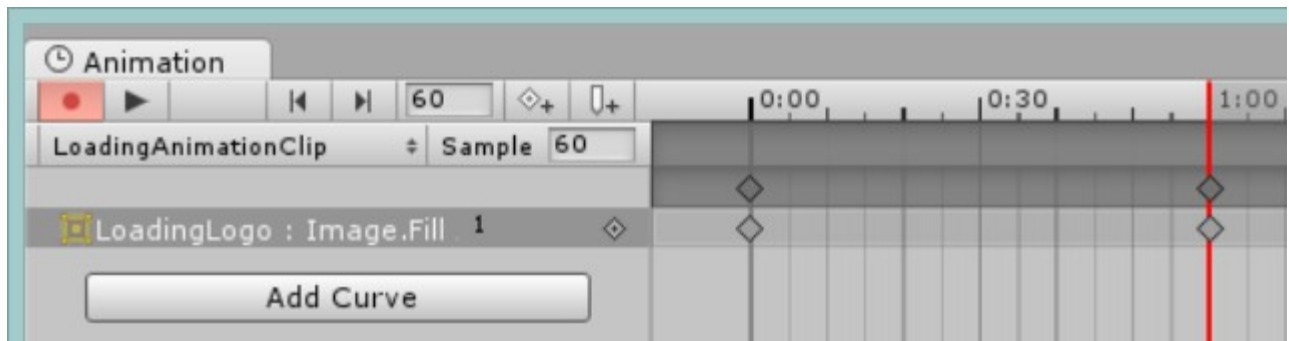 Animation
60 0:00 0:30 1:00
LoadingAnimationClip Sample 60
LoadingLogo : Image.Fill . 1
Add Curve